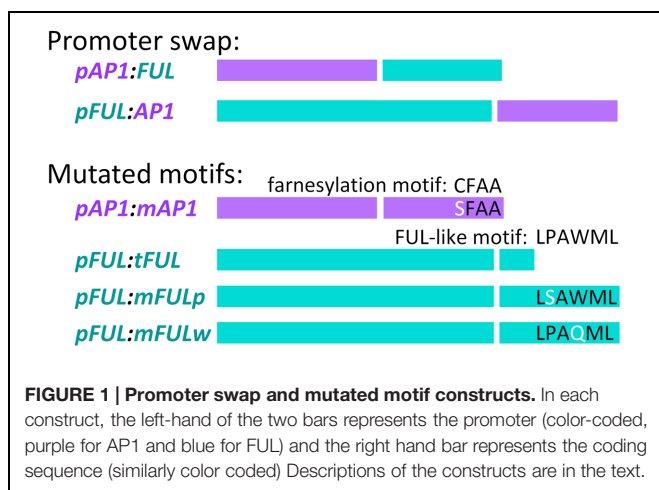 Promoter swap:
pAP1:FUL
pFUL:AP1
Mutated motifs:
farnesylation motif: CFAA
pAP1:mAP1 SFAA
FUL-like motif: LPAWML
pFUL:tFUL
pFUL:mFULp LSAWML
pFUL:mFULw LPAQML
FIGURE 1 | Promoter swap and mutated motif constructs. In each
construct, the left-hand of the two bars represents the promoter (color-coded,
purple for AP1 and blue for FUL) and the right hand bar represents the coding
sequence (similarly color coded) Descriptions of the constructs are in the text.